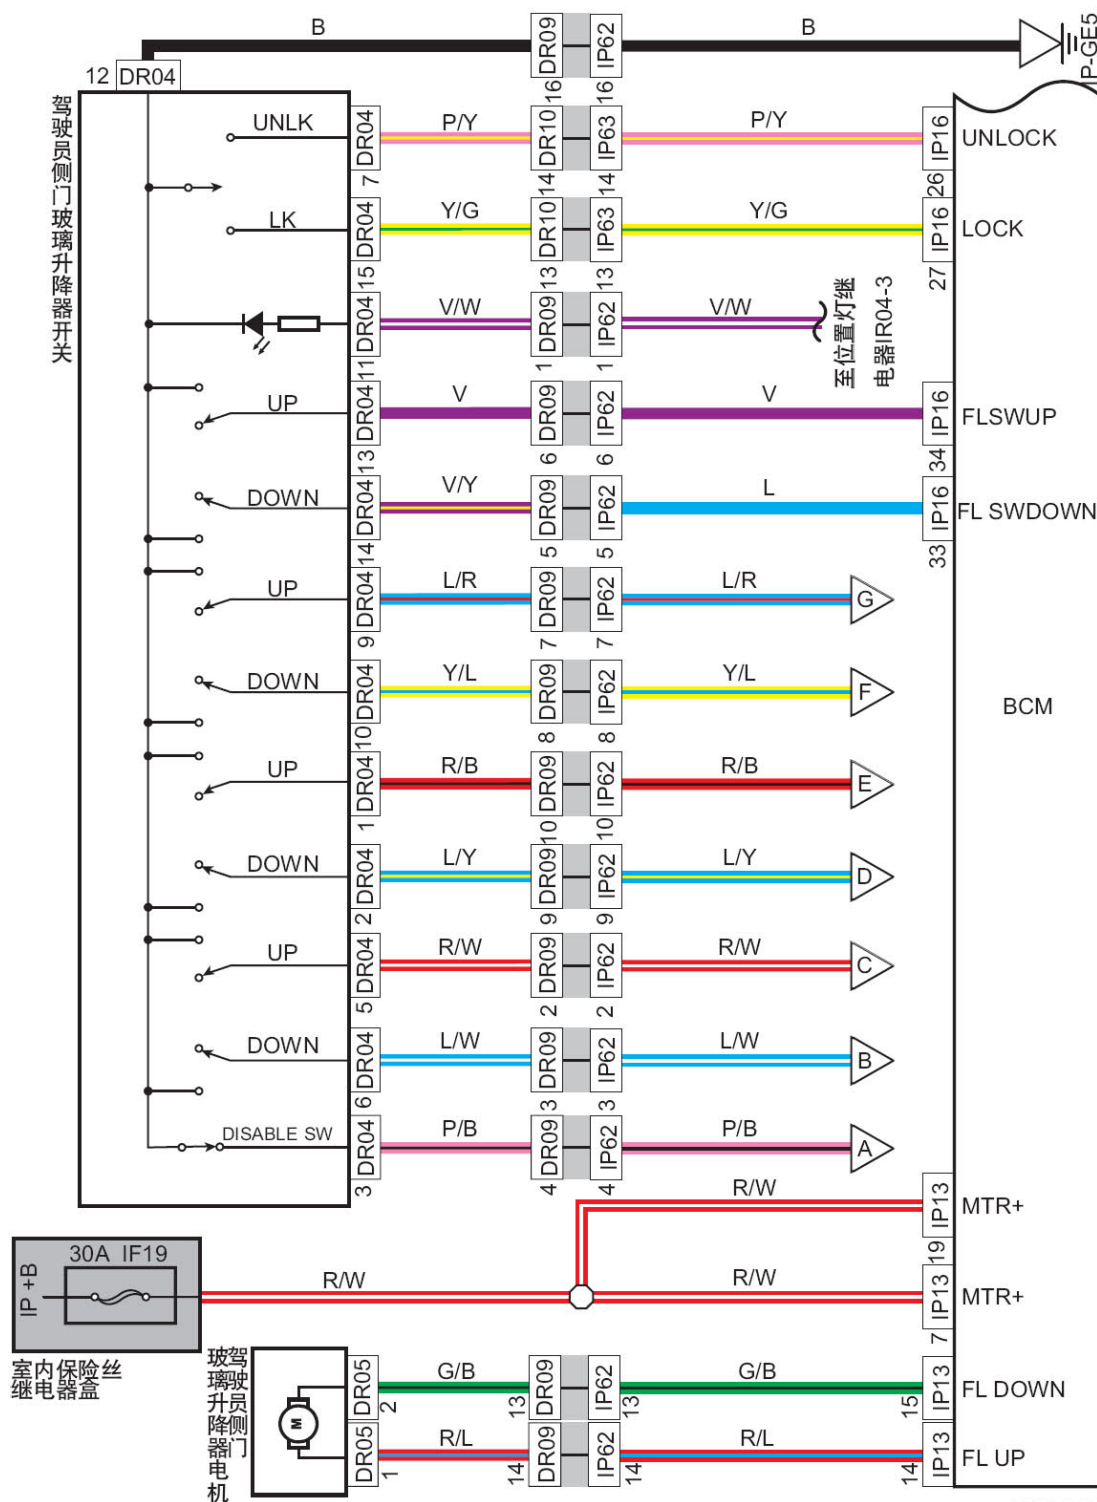 B
B
DR09
IP62
IP-GE5
12
DR04
16
16
驾驶员侧门玻璃升降器开关
UNLK
DR04
P/Y
DR10
IP63
P/Y
IP16
UNLOCK
7
14
14
26
LK
DR04
Y/G
DR10
IP63
Y/G
IP16
LOCK
15
13
13
27
DR04
V/W
DR09
IP62
V/W
至位置灯继
电器IR04-3
11
1
1
UP
DR04
V
DR09
IP62
V
IP16
FLSWUP
13
6
6
34
DOWN
DR04
V/Y
DR09
IP62
L
IP16
FL SWDOWN
14
5
5
33
UP
DR04
L/R
DR09
IP62
L/R
G
9
7
7
DOWN
DR04
Y/L
DR09
IP62
Y/L
F
BCM
10
8
8
UP
DR04
R/B
DR09
IP62
R/B
E
1
10
10
DOWN
DR04
L/Y
DR09
IP62
L/Y
D
2
9
9
UP
DR04
R/W
DR09
IP62
R/W
C
5
2
2
DOWN
DR04
L/W
DR09
IP62
L/W
B
6
3
3
DISABLE SW
DR04
P/B
DR09
IP62
P/B
A
3
4
4
R/W
IP13
MTR+
19
30A IF19
IP +B
R/W
R/W
IP13
MTR+
7
室内保险丝
继电器盒
驾驶员侧门
玻璃升降器电机
M
DR05
2
G/B
13
DR09
IP62
13
G/B
15
IP13
FL DOWN
DR05
1
R/L
14
DR09
IP62
14
R/L
14
IP13
FL UP